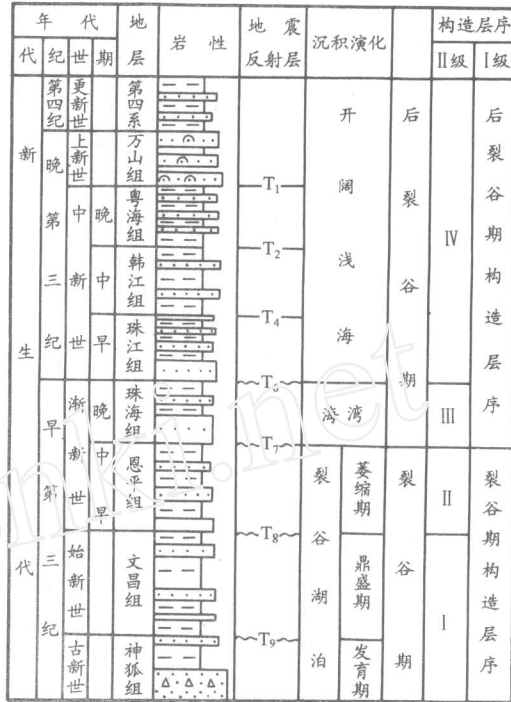 年代
代 纪 世 期
地层
岩性
地震反射层
沉积演化
构造层序
II级 I级
新生代
第四纪
晚第三纪
早第三纪
更新世
上新世
中新世
渐新世
始新世
古新世
晚
中
早
晚
中
早
第四系
万山组
粤海组
韩江组
珠江组
珠海组
恩平组
文昌组
神狐组
T₁
T₂
T₄
T₆
T₇
T₈
T₉
开阔浅海
海湾
裂谷湖泊
萎缩期
鼎盛期
发育期
后裂谷期
裂谷期
IV
III
II
I
后裂谷期构造层序
裂谷期构造层序
nki.net